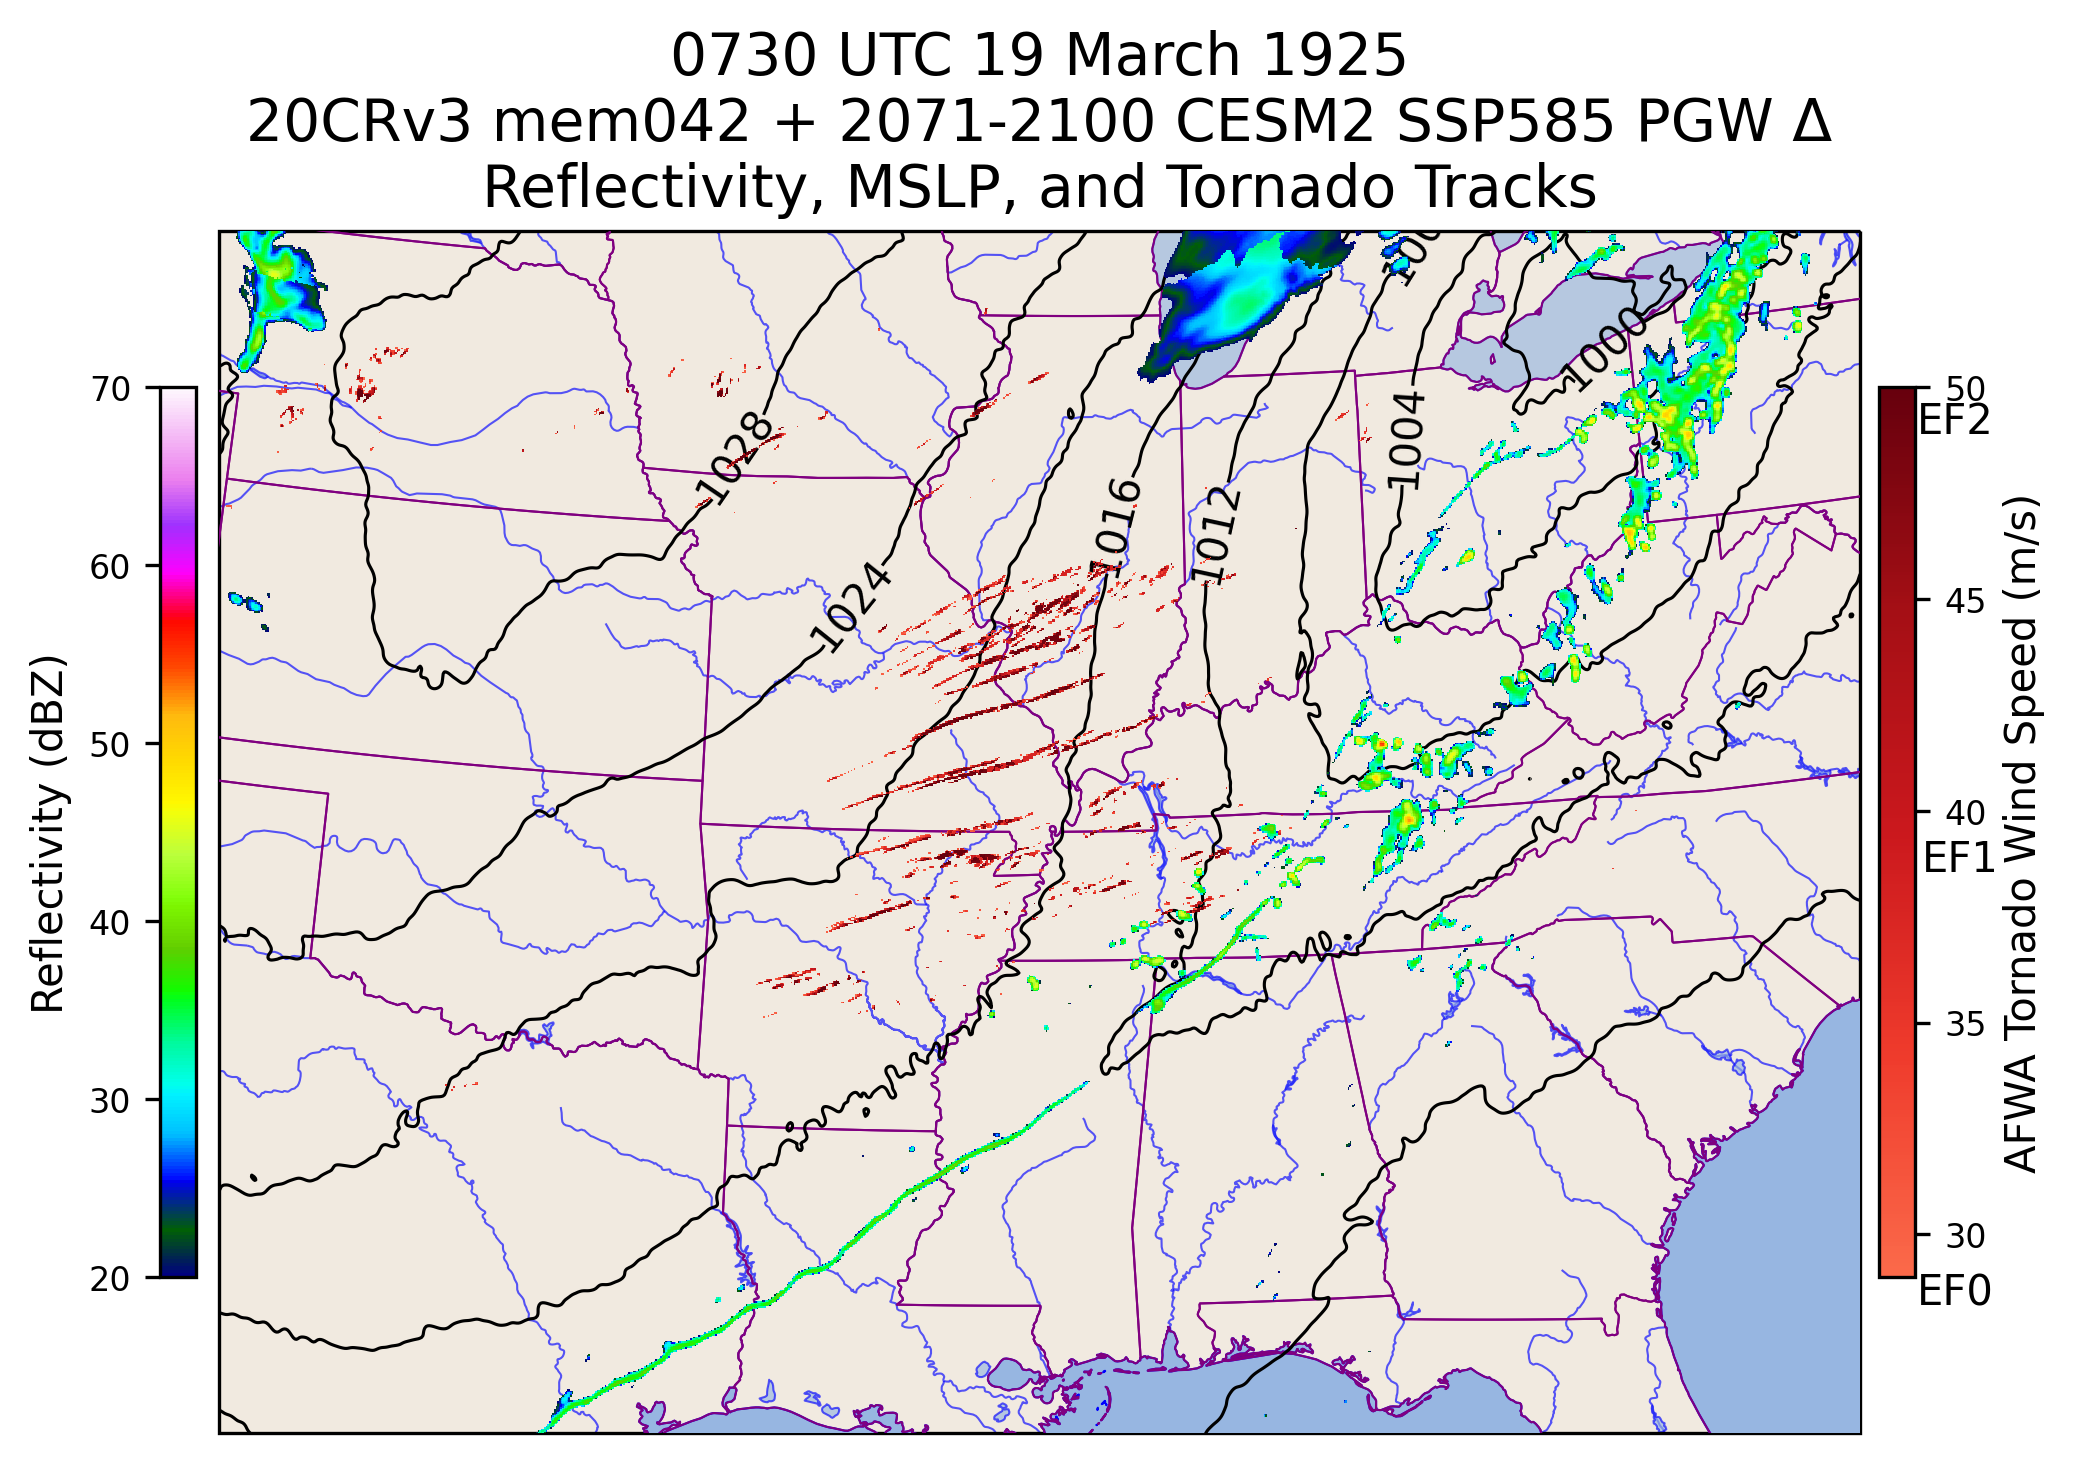 0730 UTC 19 March 1925
20CRv3 mem042 + 2071-2100 CESM2 SSP585 PGW Δ
Reflectivity, MSLP, and Tornado Tracks
70
60
50
40
30
20
Reflectivity (dBZ)
1000
1004
1028
1016
1012
1024
50
EF2
45
40
EF1
35
30
EF0
AFWA Tornado Wind Speed (m/s)